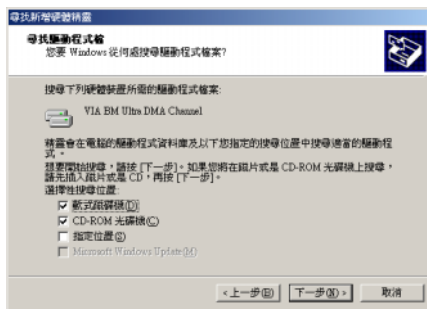 尋找新增硬體精靈
尋找驅動程式檔
您要 Windows 從何處搜尋驅動程式檔案?
搜尋下列硬體裝置所需的驅動程式檔案:
VIA BM Ultra DMA Channel
精靈會在電腦的驅動程式資料庫及以下您指定的搜尋位置中搜尋適當的驅動程
式。
想要開始搜尋，請按 [下一步]。如果您將在磁片或是 CD-ROM 光碟機上搜尋，
請先插入磁片或是 CD，再按 [下一步]。
選擇性搜尋位置:
軟式磁碟機(D)
CD-ROM 光碟機(C)
指定位置(S)
Microsoft Windows Update(M)
<上一步(B) 下一步(N)> 取消